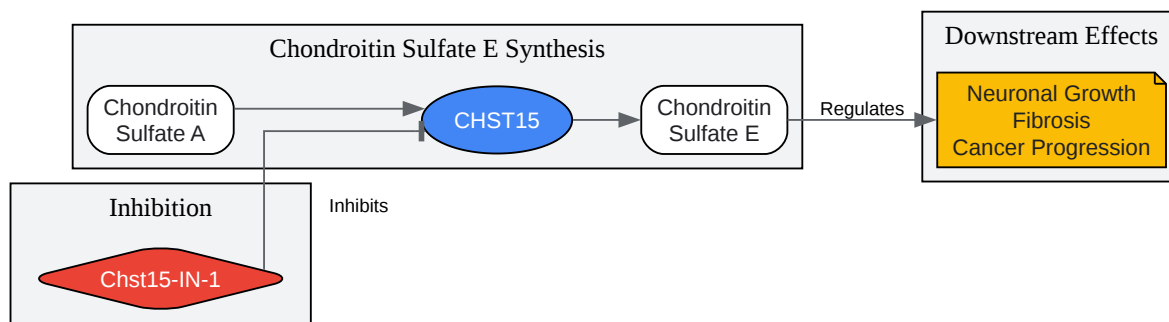 Chondroitin Sulfate E Synthesis
Chondroitin
Sulfate A
CHST15
Chondroitin
Sulfate E
Regulates
Downstream Effects
Neuronal Growth
Fibrosis
Cancer Progression
Inhibition
Chst15-IN-1
Inhibits